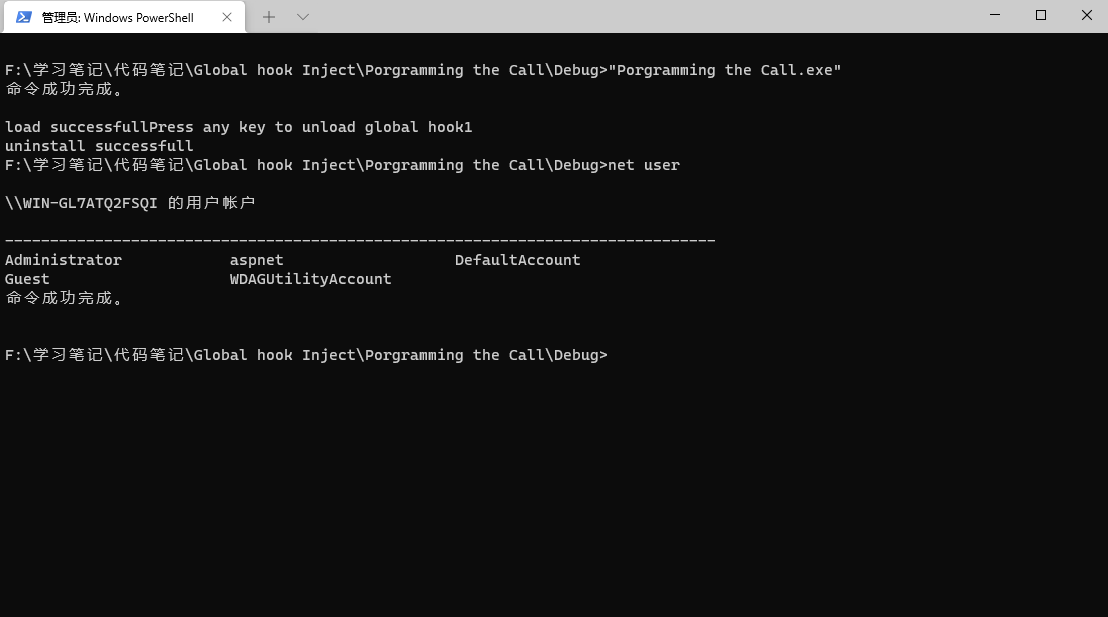 管理员: Windows PowerShell
F:\学习笔记\代码笔记\Global hook Inject\Porgramming the Call\Debug>"Porgramming the Call.exe"
命令成功完成。
load successfullPress any key to unload global hook1
uninstall successfull
F:\学习笔记\代码笔记\Global hook Inject\Porgramming the Call\Debug>net user
\\WIN-GL7ATQ2FSQI 的用户帐户
-------------------------------------------------------------------------------
Administrator            aspnet                   DefaultAccount
Guest                    WDAGUtilityAccount
命令成功完成。
F:\学习笔记\代码笔记\Global hook Inject\Porgramming the Call\Debug>